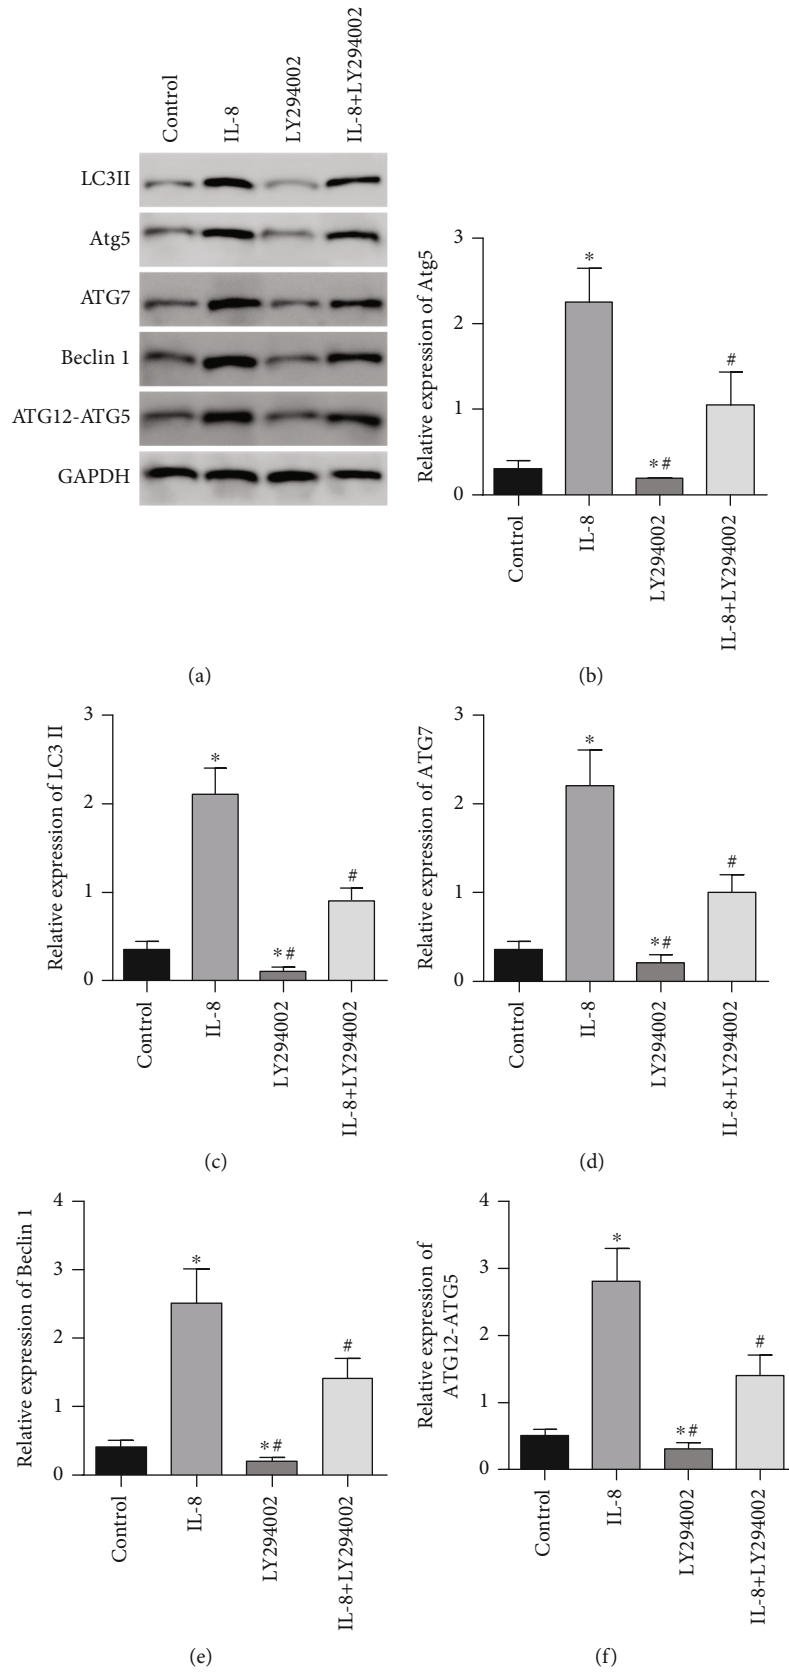 Control
IL-8
LY294002
IL-8+LY294002
LC3II
Atg5
ATG7
Beclin 1
ATG12-ATG5
GAPDH
(a)
Relative expression of Atg5
3
2
1
0
*
*#
#
Control
IL-8
LY294002
IL-8+LY294002
(b)
Relative expression of LC3 II
3
2
1
0
*
*#
#
Control
IL-8
LY294002
IL-8+LY294002
(c)
Relative expression of ATG7
3
2
1
0
*
*#
#
Control
IL-8
LY294002
IL-8+LY294002
(d)
Relative expression of Beclin 1
4
3
2
1
0
*
*#
#
Control
IL-8
LY294002
IL-8+LY294002
(e)
Relative expression of
ATG12-ATG5
4
3
2
1
0
*
*#
#
Control
IL-8
LY294002
IL-8+LY294002
(f)